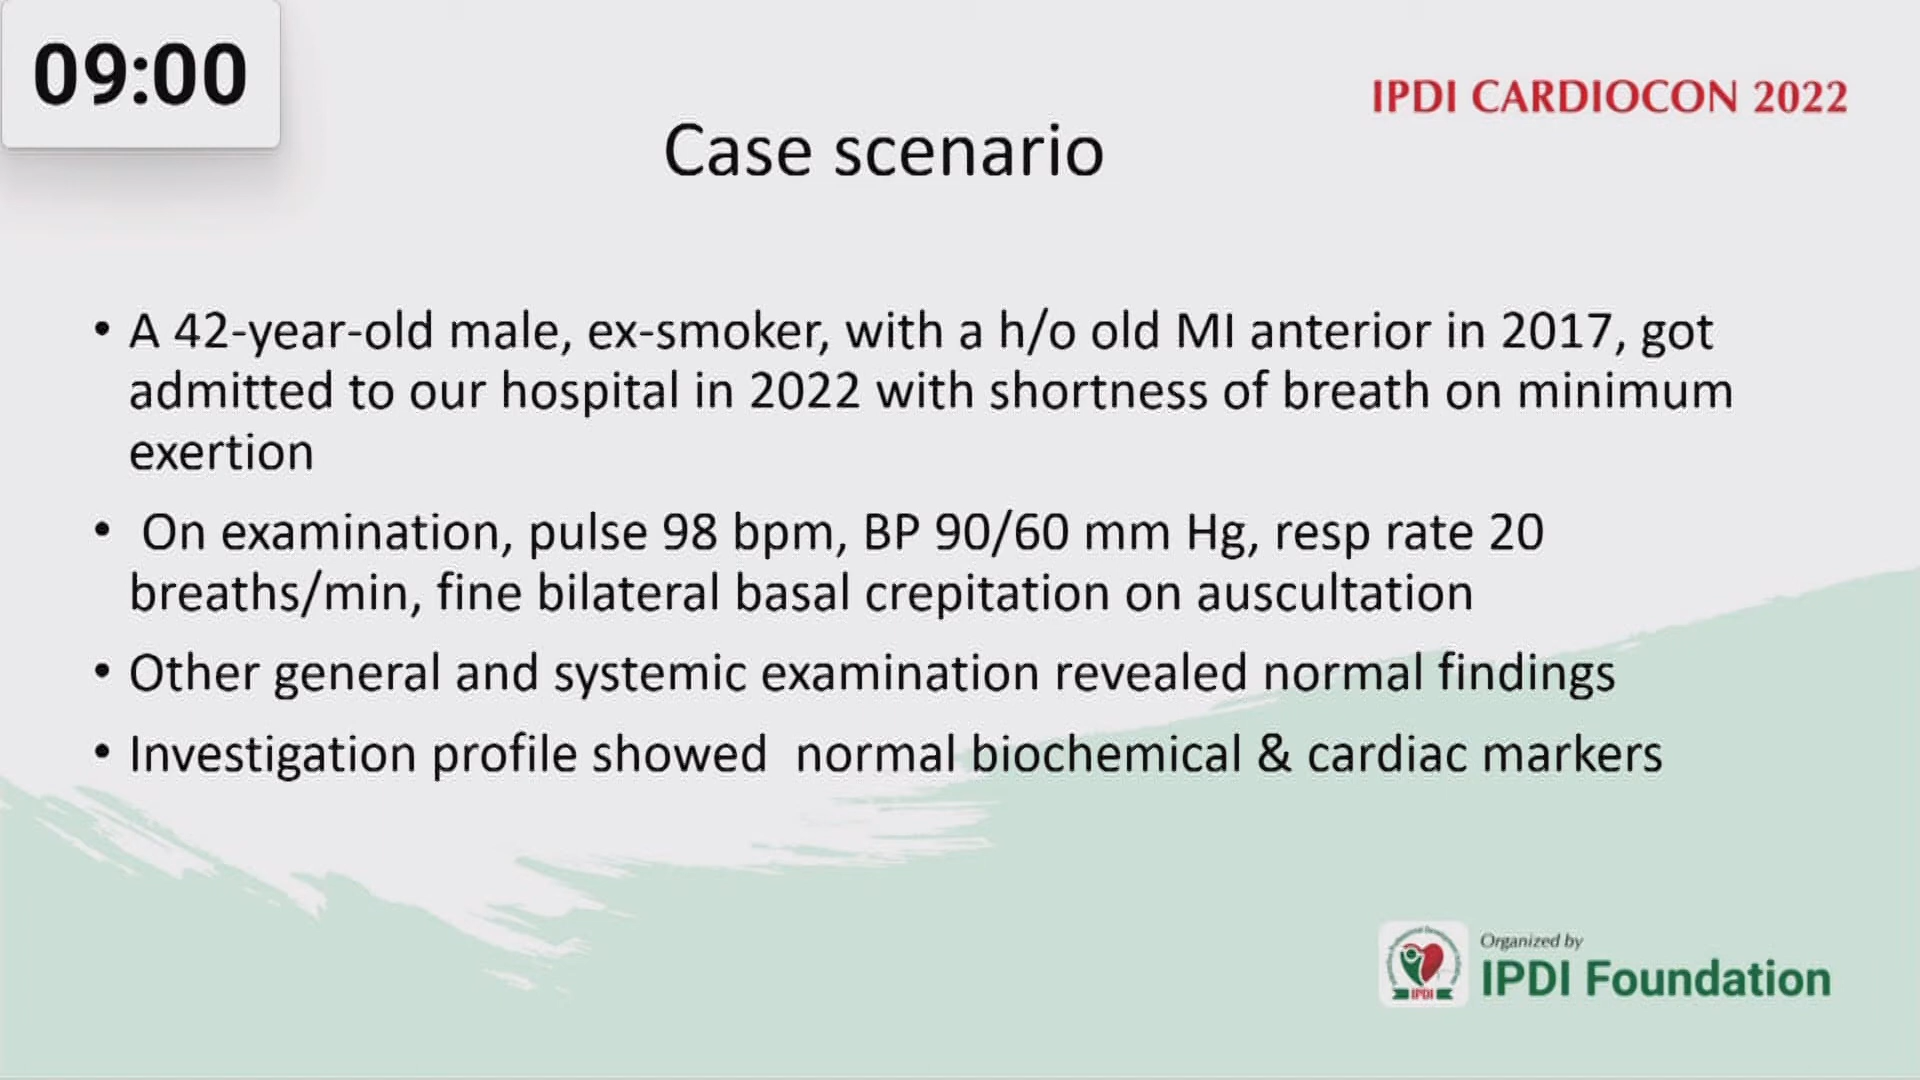 09:00
IPDI CARDIOCON 2022
Case scenario
• A 42-year-old male, ex-smoker, with a h/o old MI anterior in 2017, got
admitted to our hospital in 2022 with shortness of breath on minimum
exertion
• On examination, pulse 98 bpm, BP 90/60 mm Hg, resp rate 20
breaths/min, fine bilateral basal crepitation on auscultation
• Other general and systemic examination revealed normal findings
• Investigation profile showed normal biochemical & cardiac markers
Organized by
IPDI Foundation
IPDI